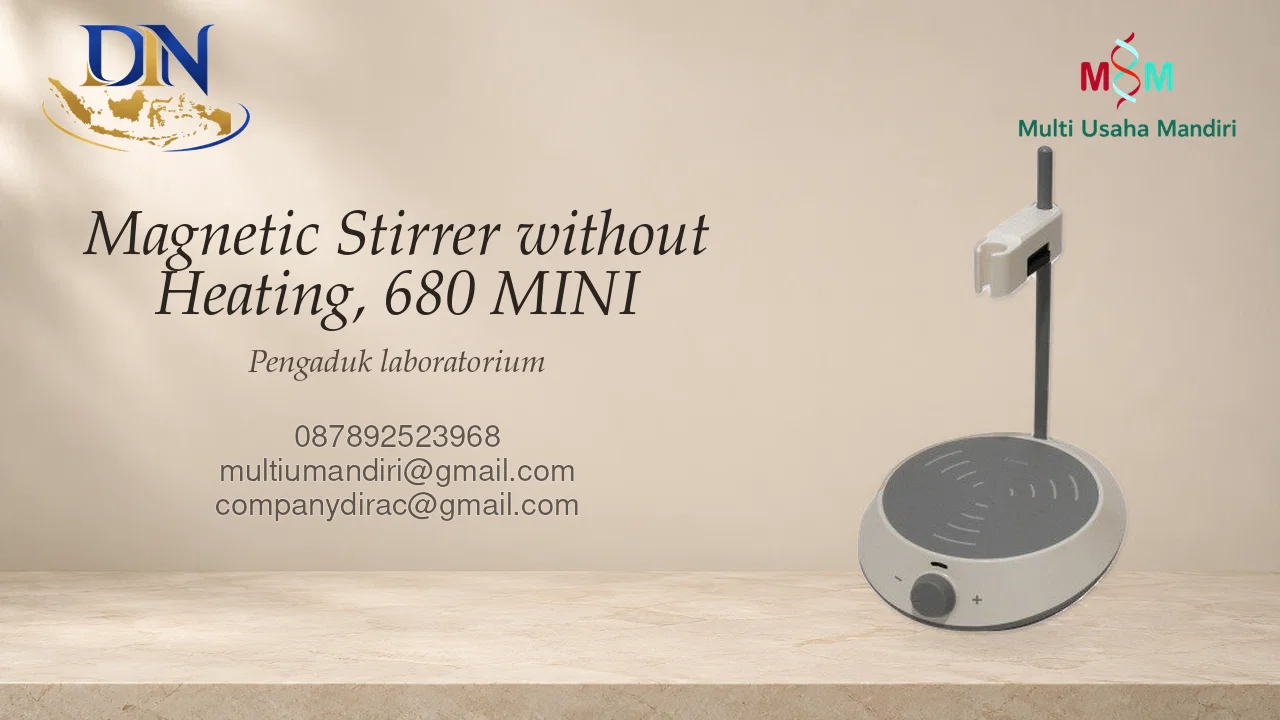 DIN
M M
Multi Usaha Mandiri
Magnetic Stirrer without
Heating, 680 MINI
Pengaduk laboratorium
087892523968
multiumandiri@gmail.com
companydirac@gmail.com
- +